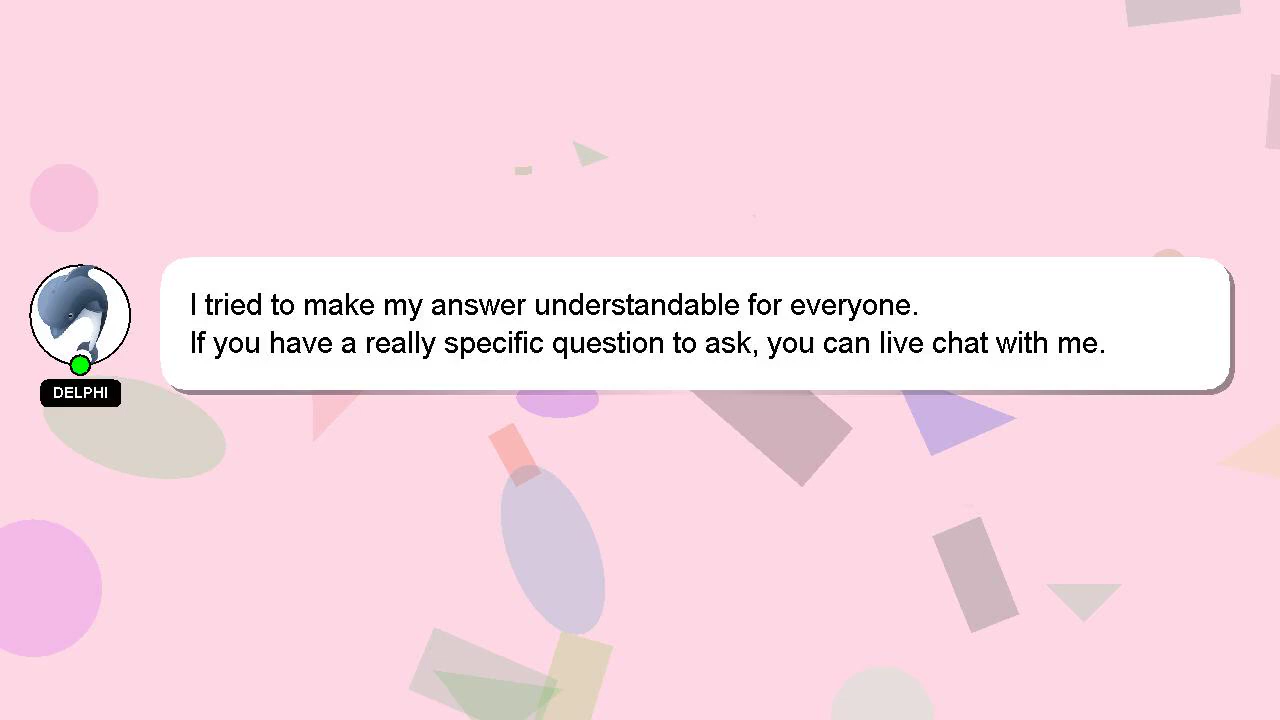 I tried to make my answer understandable for everyone.
If you have a really specific question to ask, you can live chat with me.
DELPHI